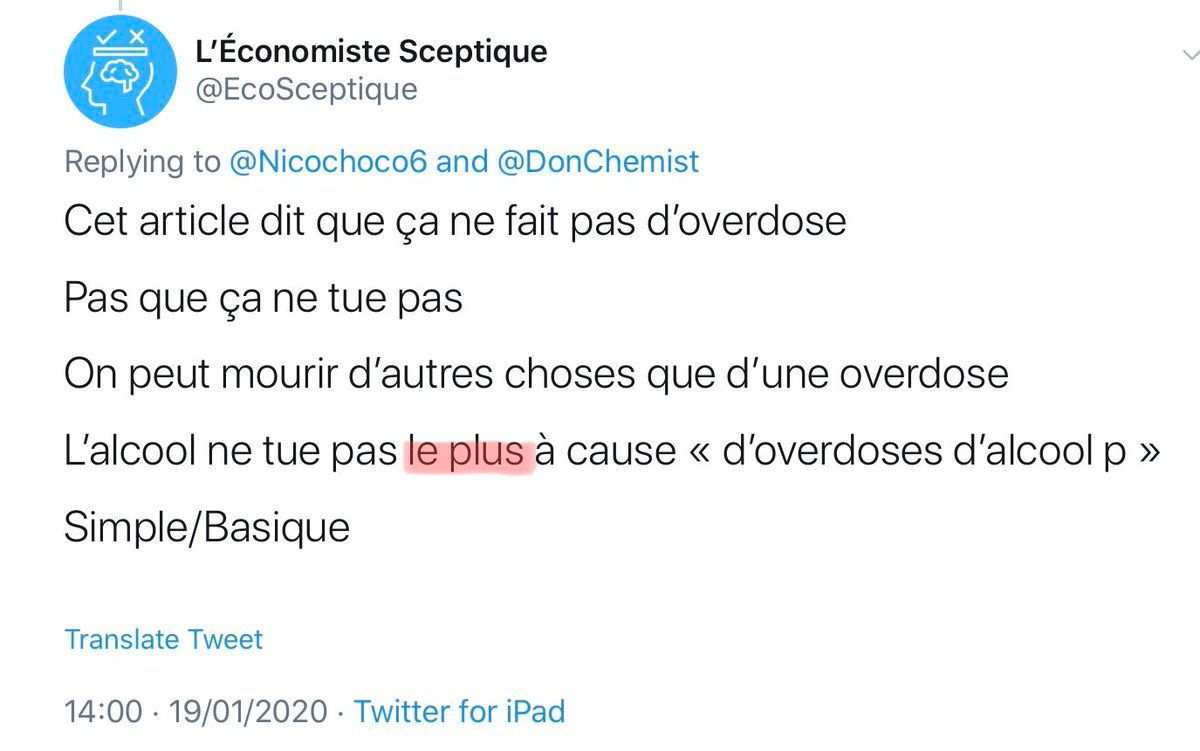 L’Économiste Sceptique
@EcoSceptique
Replying to @Nicochoco6 and @DonChemist
Cet article dit que ça ne fait pas d’overdose
Pas que ça ne tue pas
On peut mourir d’autres choses que d’une overdose
L’alcool ne tue pas le plus à cause « d’overdoses d’alcool p »
Simple/Basique
Translate Tweet
14:00 · 19/01/2020 · Twitter for iPad